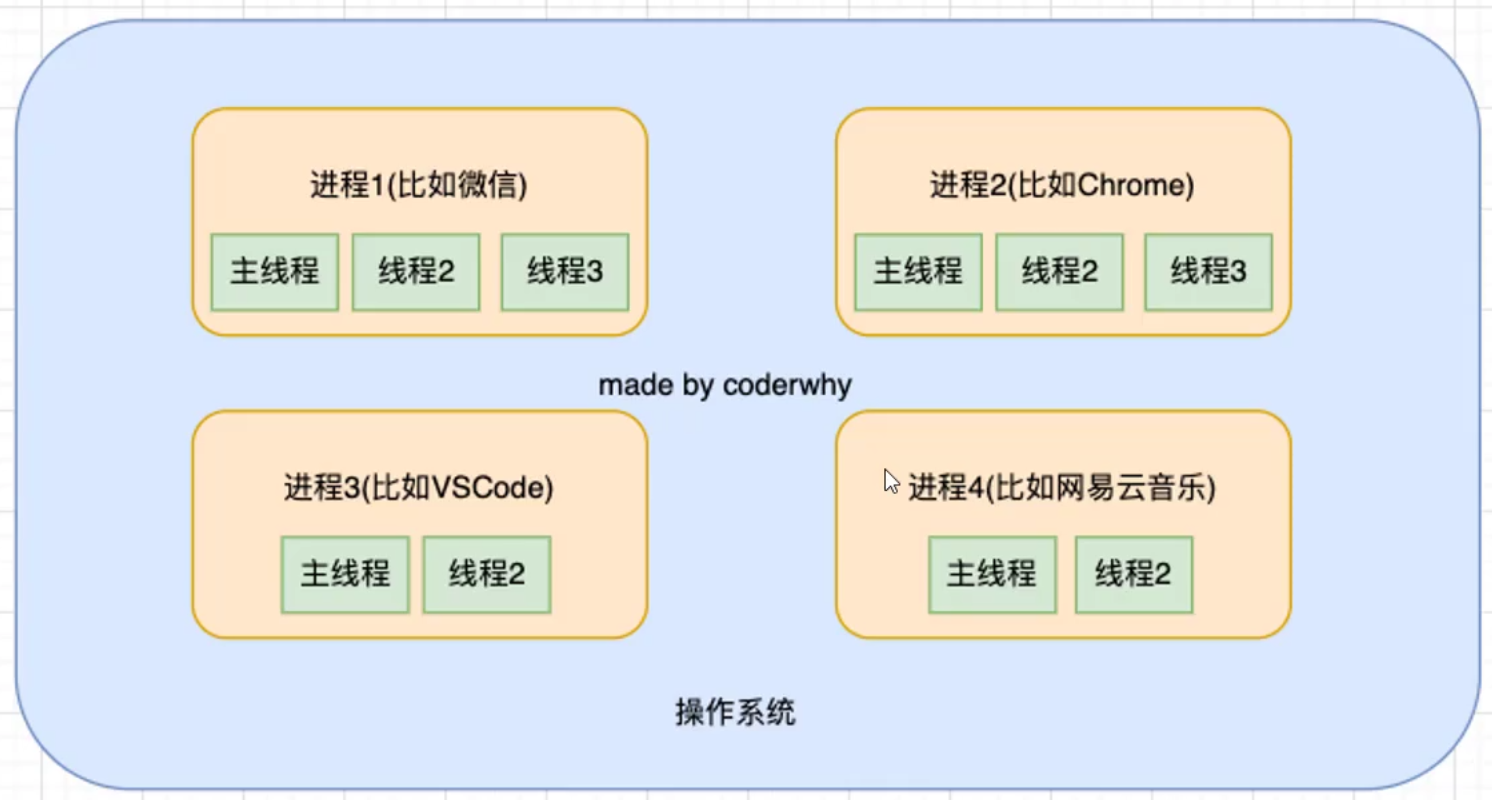 进程1(比如微信)
主线程 线程2 线程3
进程2(比如Chrome)
主线程 线程2 线程3
made by coderwhy
进程3(比如VSCode)
主线程 线程2
进程4(比如网易云音乐)
主线程 线程2
操作系统